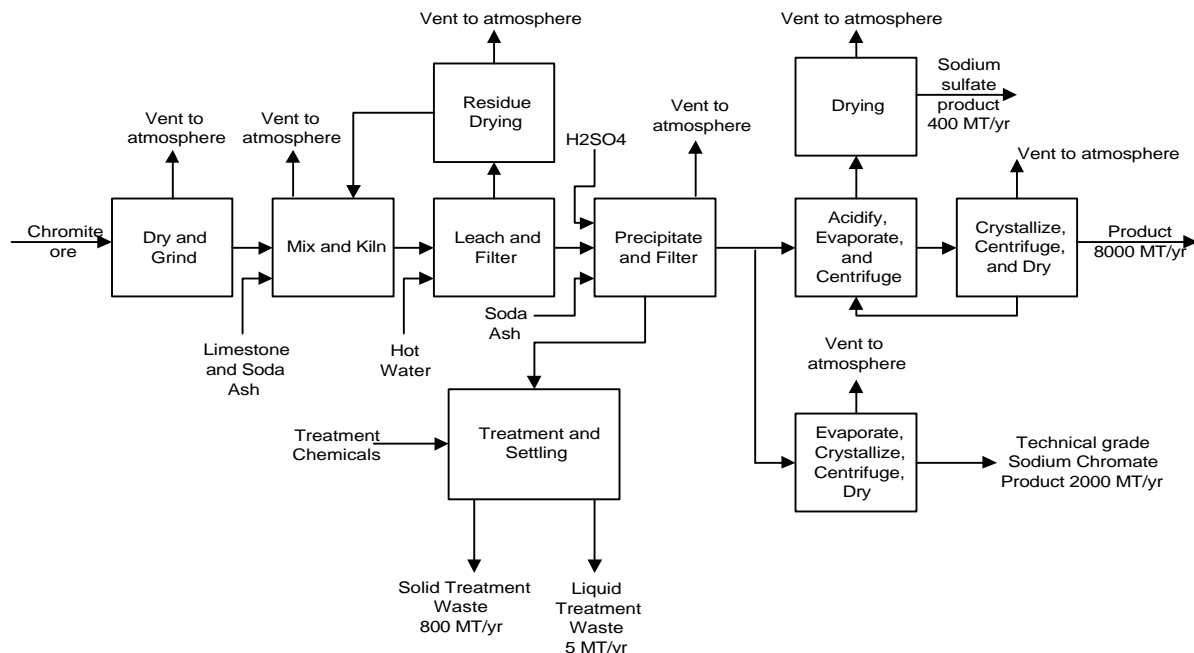 Vent to atmosphere
Vent to atmosphere
Sodium
sulfate
product
400 MT/yr
Residue
Drying
Drying
Vent to
atmosphere
Vent to
atmosphere
Vent to
atmosphere
H2SO4
Vent to atmosphere
Chromite
ore
Dry and
Grind
Mix and Kiln
Leach and
Filter
Precipitate
and Filter
Acidify,
Evaporate,
and
Centrifuge
Crystallize,
Centrifuge,
and Dry
Product
8000 MT/yr
Limestone
and Soda
Ash
Hot
Water
Soda
Ash
Vent to
atmosphere
Treatment
Chemicals
Treatment and
Settling
Evaporate,
Crystallize,
Centrifuge,
Dry
Technical grade
Sodium Chromate
Product 2000 MT/yr
Solid Treatment
Waste
800 MT/yr
Liquid
Treatment
Waste
5 MT/yr